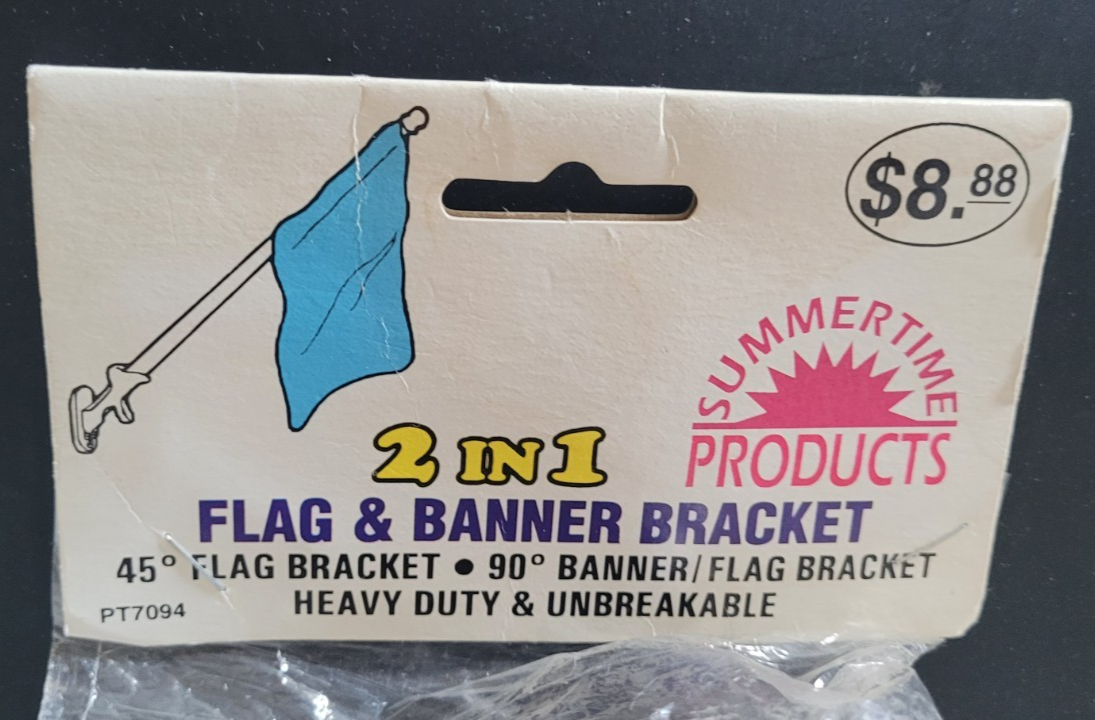 $8.88
SUMMERTIME
PRODUCTS
2 IN 1
FLAG & BANNER BRACKET
45° FLAG BRACKET • 90° BANNER/FLAG BRACKET
HEAVY DUTY & UNBREAKABLE
PT7094